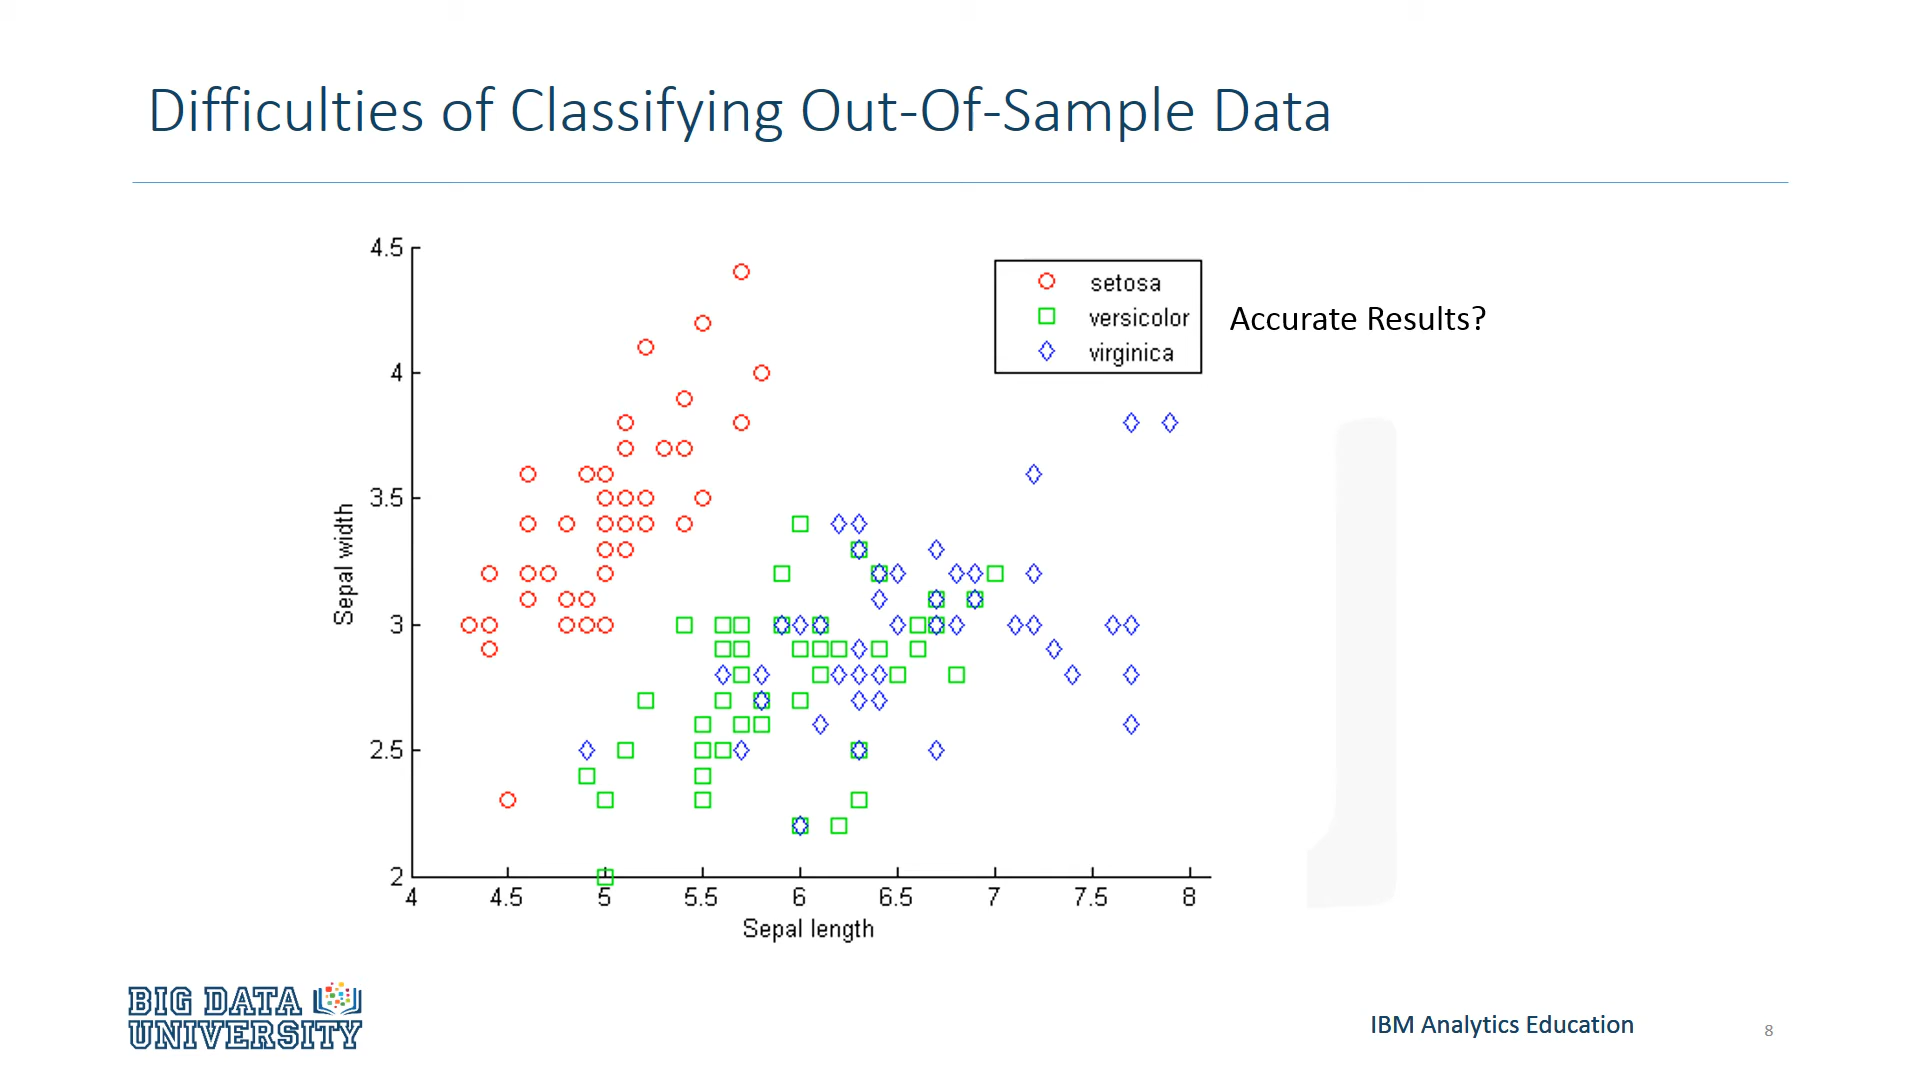 Difficulties of Classifying Out-Of-Sample Data
4.5
4
3.5
3
2.5
2
Sepal width
setosa
versicolor
virginica
Accurate Results?
4 4.5 5 5.5 6 6.5 7 7.5 8
Sepal length
BIG DATA
UNIVERSITY
IBM Analytics Education
8